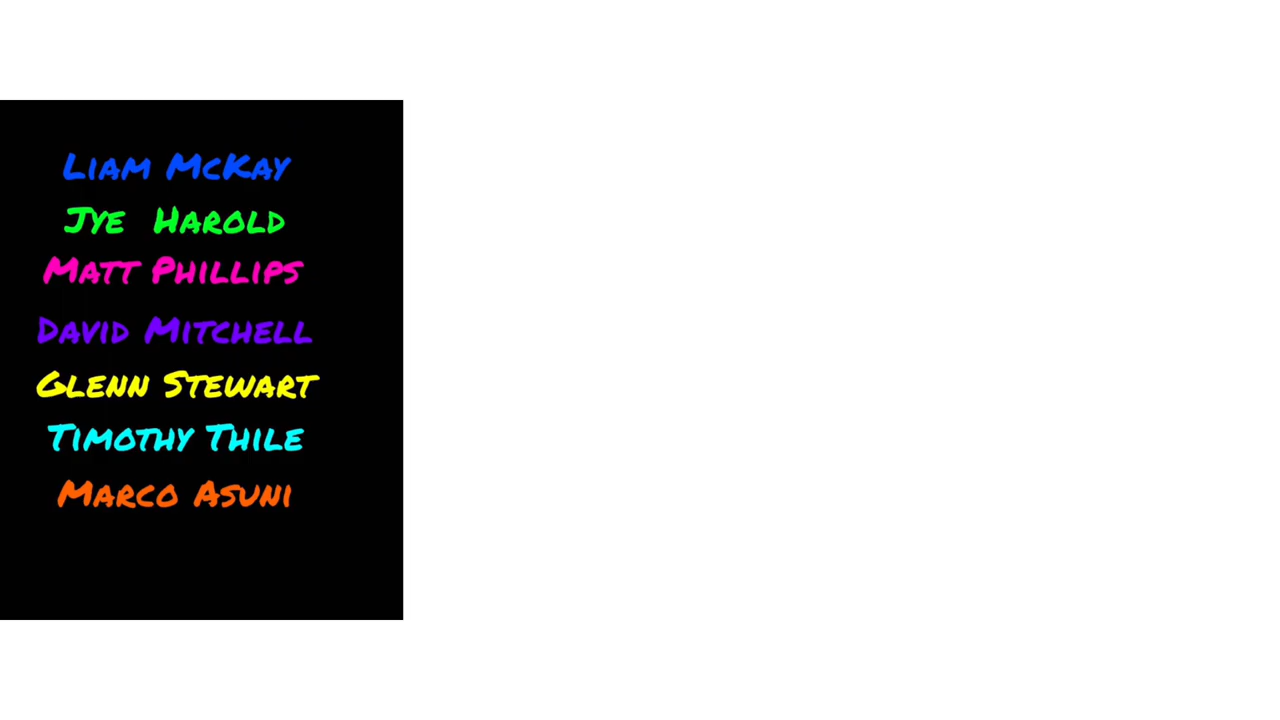 Liam McKay
Jye Harold
Matt Phillips
David Mitchell
Glenn Stewart
Timothy Thile
Marco Asuni